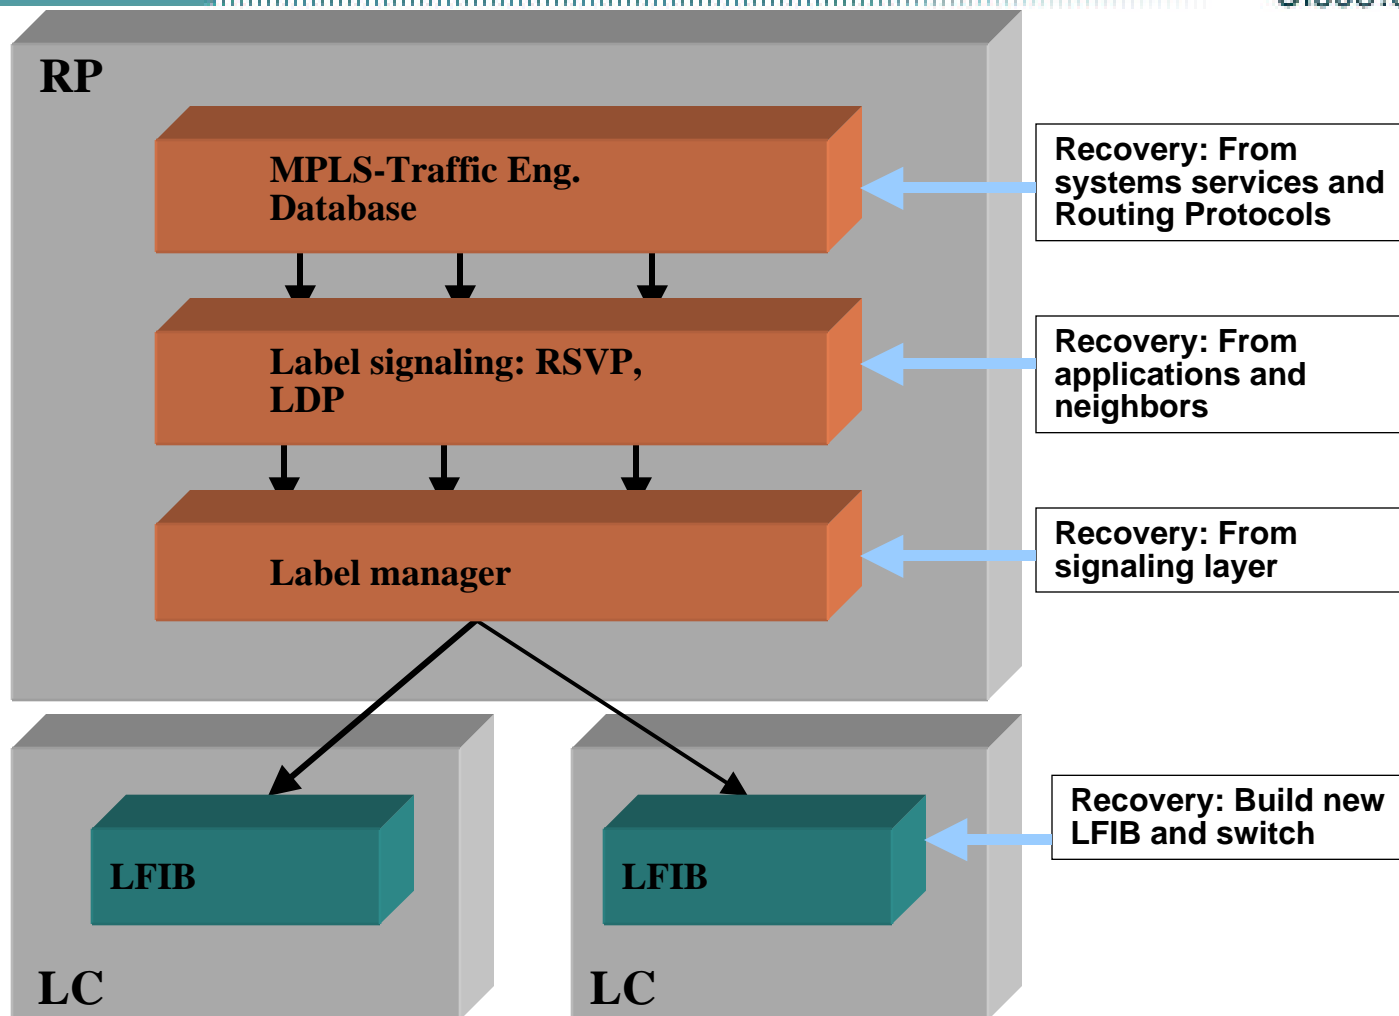 RP
MPLS-Traffic Eng.
Database
Recovery: From
systems services and
Routing Protocols
Label signaling: RSVP,
LDP
Recovery: From
applications and
neighbors
Label manager
Recovery: From
signaling layer
LFIB
LFIB
Recovery: Build new
LFIB and switch
LC
LC